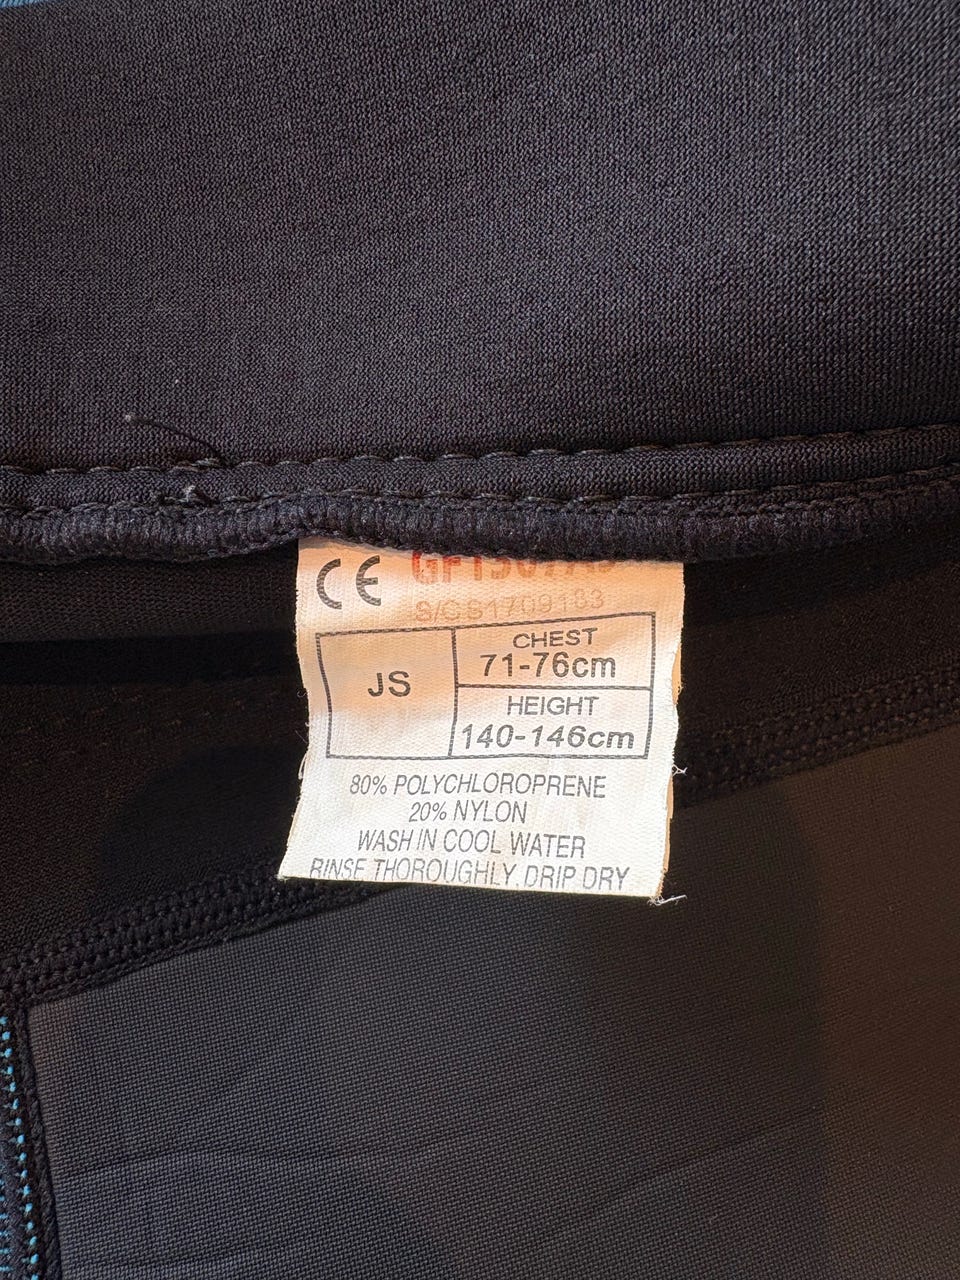 CE
S/C.S1709183
JS
CHEST
71-76cm
HEIGHT
140-146cm
80% POLYCHLOROPRENE
20% NYLON
WASH IN COOL WATER
RINSE THOROUGHLY. DRIP DRY